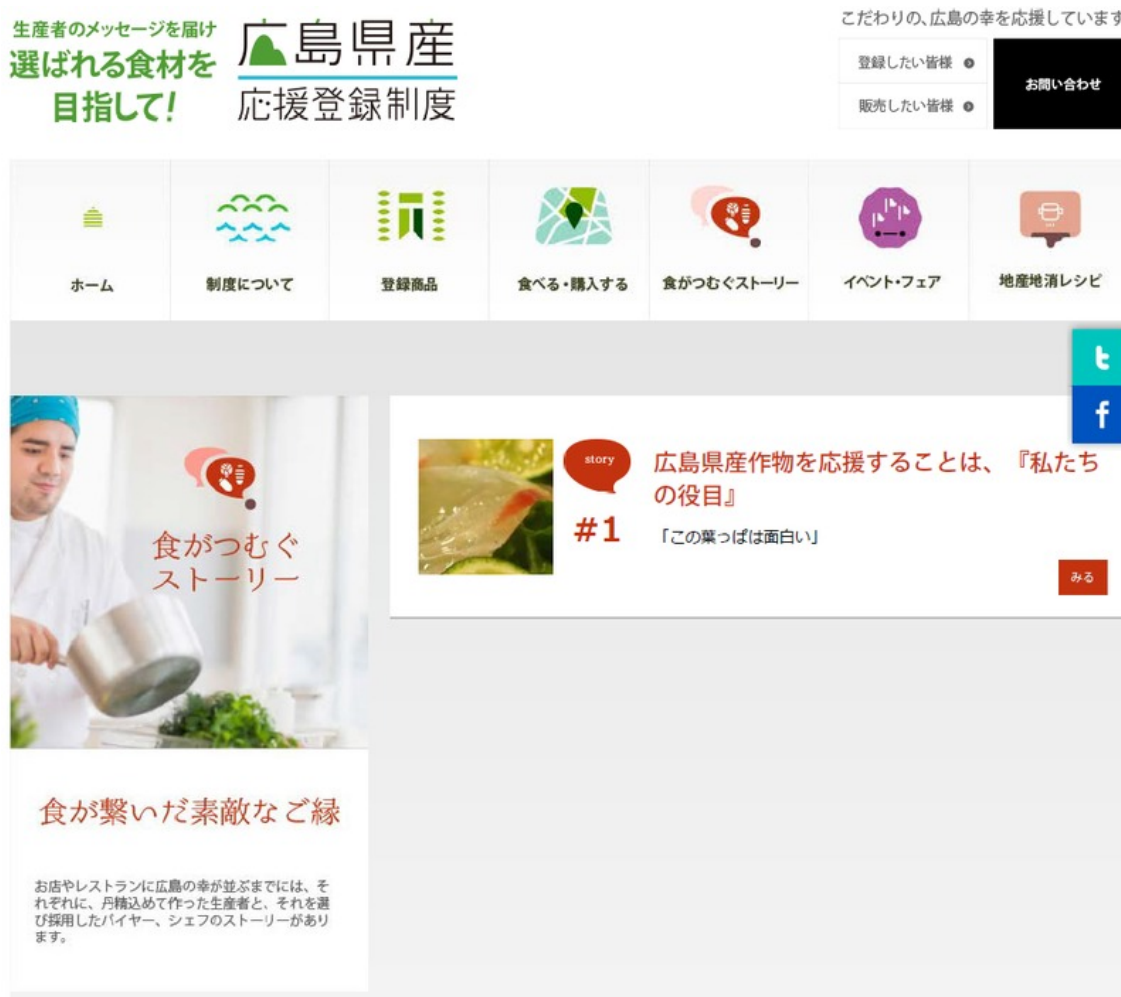 生産者のメッセージを届け
選ばれる食材を
目指して!
広島県産
応援登録制度
こだわりの、広島の幸を応援しています
登録したい皆様
販売したい皆様
お問い合わせ
ホーム
制度について
登録商品
食べる・購入する
食がつむぐストーリー
イベント・フェア
地産地消レシピ
t
f
食がつむぐ
ストーリー
食が繋いだ素敵なご縁
お店やレストランに広島の幸が並ぶまでには、そ
れぞれに、丹精込めて作った生産者と、それを選
び採用したバイヤー、シェフのストーリーがあり
ます。
story
#1
広島県産作物を応援することは、『私たち
の役目』
「この葉っぱは面白い」
みる